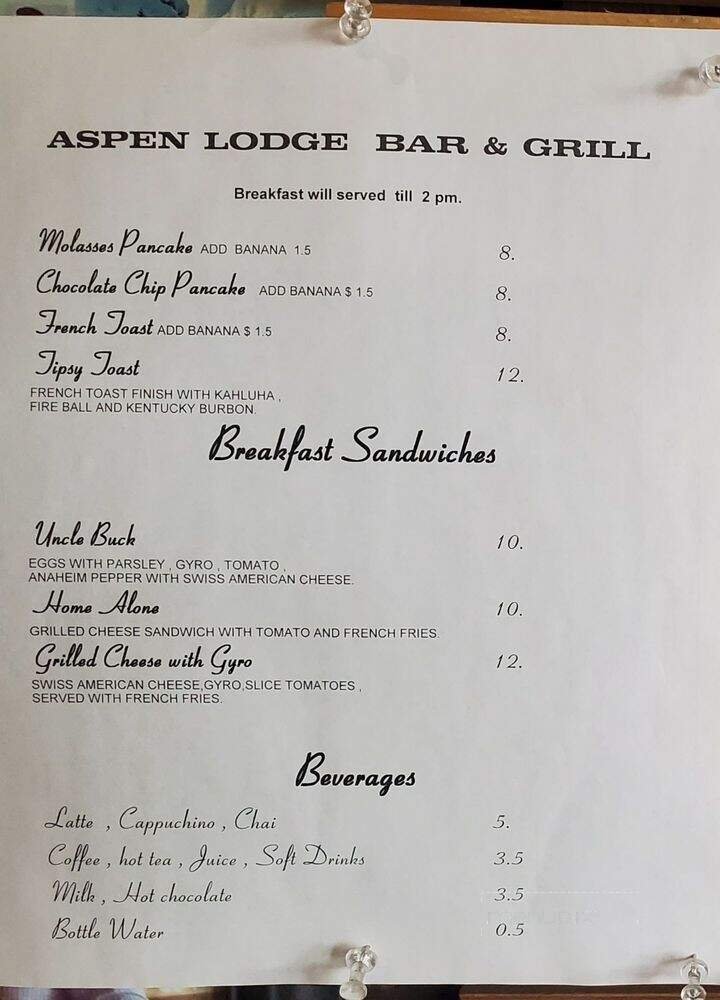 ASPEN LODGE BAR & GRILL
Breakfast will served till 2 pm.
Molasses Pancake ADD BANANA 1.5 8.
Chocolate Chip Pancake ADD BANANA $ 1.5 8.
French Toast ADD BANANA $ 1.5 8.
Tipsy Toast 12.
FRENCH TOAST FINISH WITH KAHLUHA ,
FIRE BALL AND KENTUCKY BURBON.
Breakfast Sandwiches
Uncle Buck 10.
EGGS WITH PARSLEY , GYRO , TOMATO ,
ANAHEIM PEPPER WITH SWISS AMERICAN CHEESE.
Home Alone 10.
GRILLED CHEESE SANDWICH WITH TOMATO AND FRENCH FRIES.
Grilled Cheese with Gyro 12.
SWISS AMERICAN CHEESE,GYRO,SLICE TOMATOES ,
SERVED WITH FRENCH FRIES.
Beverages
Latte , Cappuchino , Chai 5.
Coffee , hot tea , Juice , Soft Drinks 3.5
Milk , Hot chocolate 3.5
Bottle Water 0.5